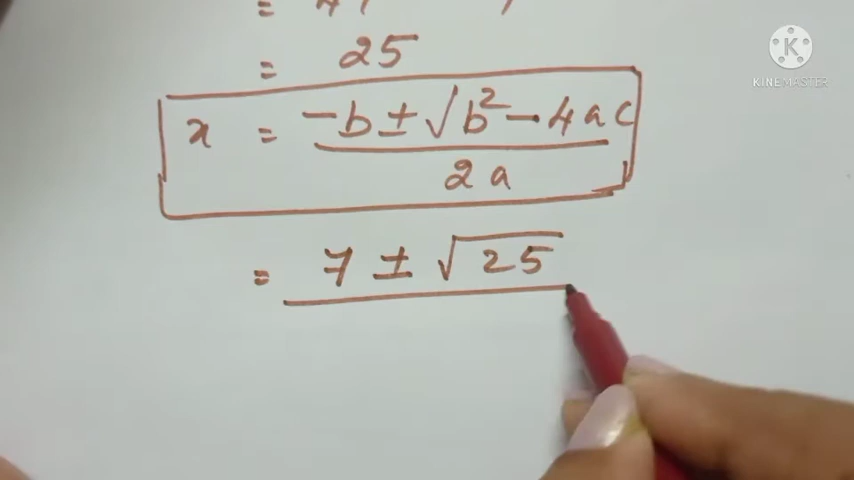 = 25
x = -b ± √b² - 4ac
2a
= 7 ± √25
K
KINEMASTER